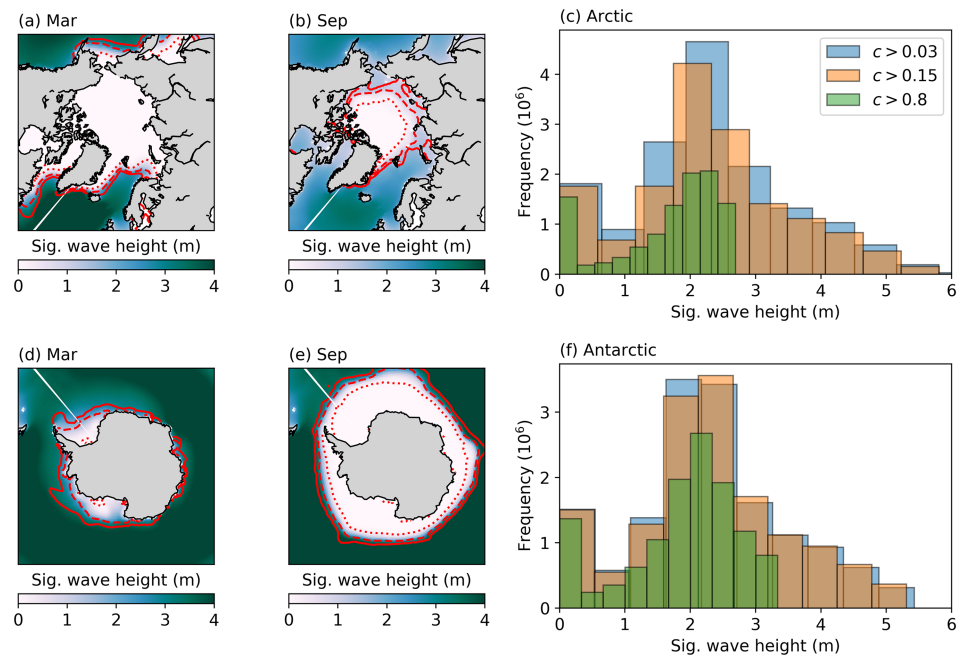 (a) Mar
(b) Sep
(c) Arctic
c > 0.03
c > 0.15
c > 0.8
Frequency (10⁶)
4
3
2
1
0
0 1 2 3 4 5 6
Sig. wave height (m)
Sig. wave height (m)
0 1 2 3 4
Sig. wave height (m)
0 1 2 3 4
(d) Mar
(e) Sep
(f) Antarctic
Frequency (10⁶)
3
2
1
0
0 1 2 3 4 5 6
Sig. wave height (m)
Sig. wave height (m)
0 1 2 3 4
Sig. wave height (m)
0 1 2 3 4